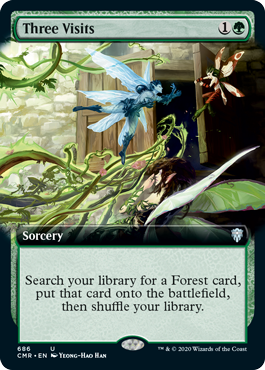 Three Visits 1
Sorcery
Search your library for a Forest card,
put that card onto the battlefield,
then shuffle your library.
686 U
CMR • EN Yeong-Hao Han ™ & © 2020 Wizards of the Coast